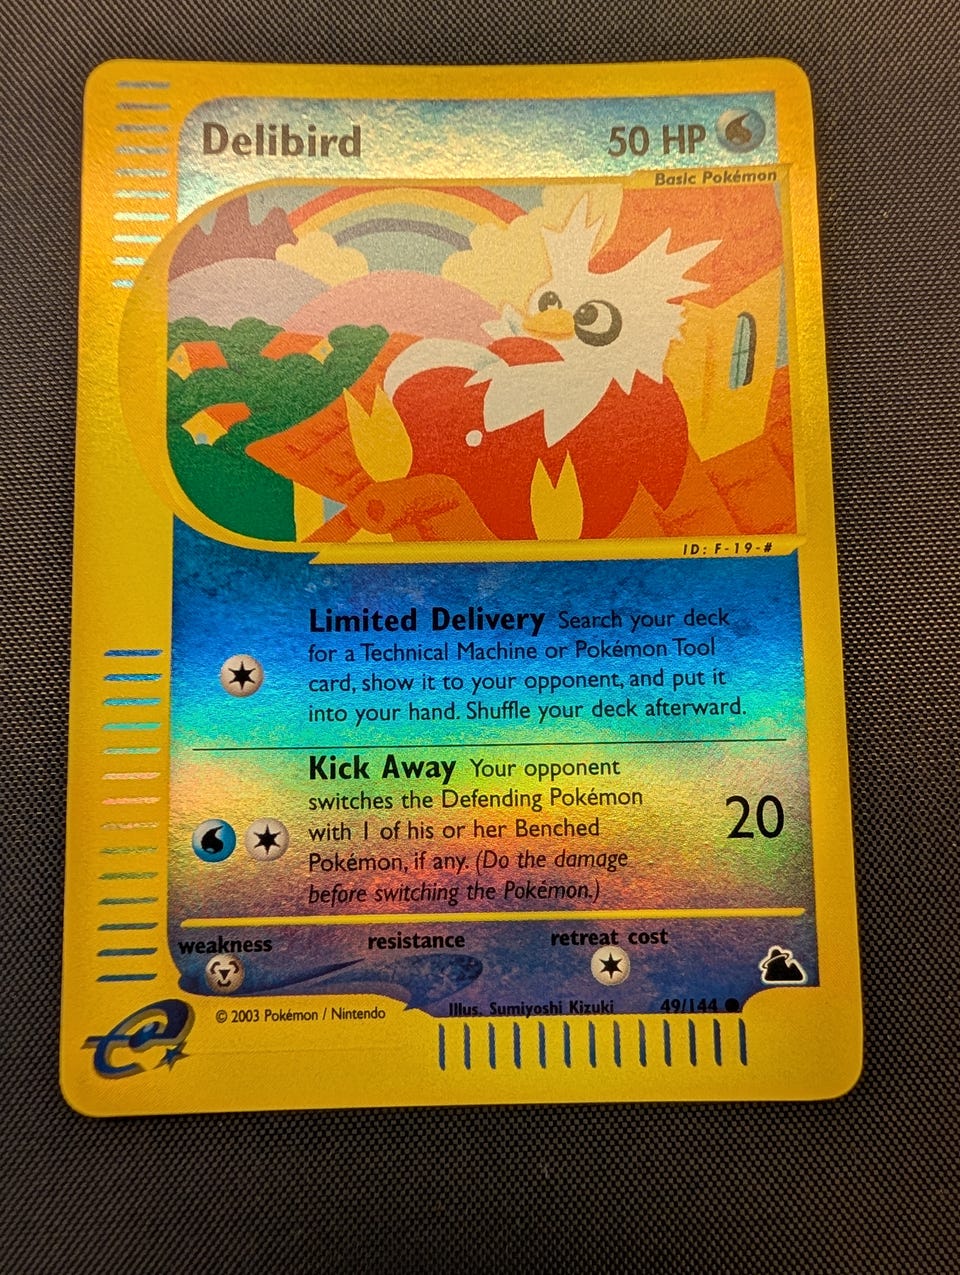 Delibird 50 HP
Basic Pokémon
ID: F-19-#
Limited Delivery Search your deck
for a Technical Machine or Pokémon Tool
card, show it to your opponent, and put it
into your hand. Shuffle your deck afterward.
Kick Away Your opponent
switches the Defending Pokémon
with 1 of his or her Benched
Pokémon, if any. (Do the damage
before switching the Pokémon.)
20
weakness resistance retreat cost
© 2003 Pokémon / Nintendo
Illus. Sumiyoshi Kizuki 49/144